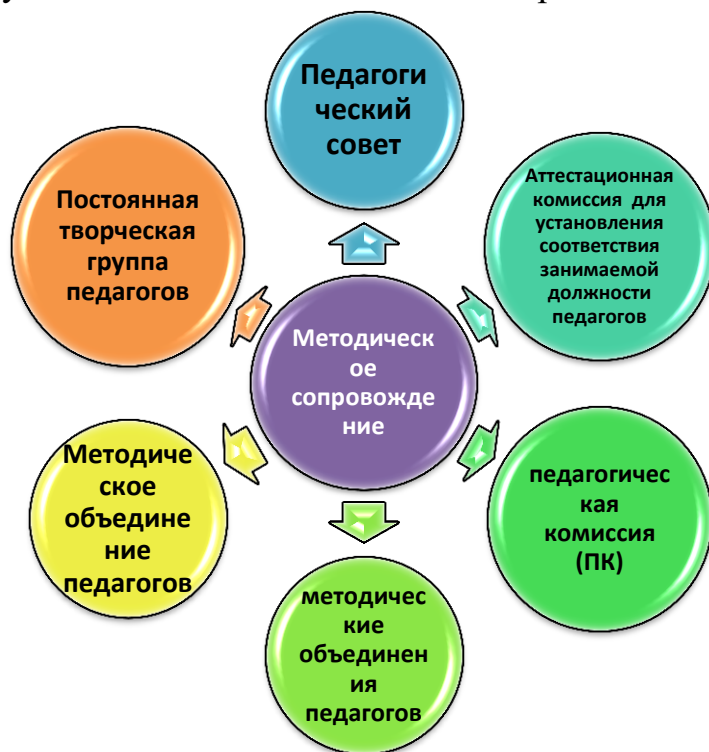 Педагоги
ческий
совет
Постоянная
творческая
группа
педагогов
Аттестационная
комиссия для
установления
соответствия
занимаемой
должности
педагогов
Методическ
ое
сопровожде
ние
Методиче
ское
объедине
ние
педагогов
педагогичес
кая
комиссия
(ПК)
методичес
кие
объединен
ия
педагогов